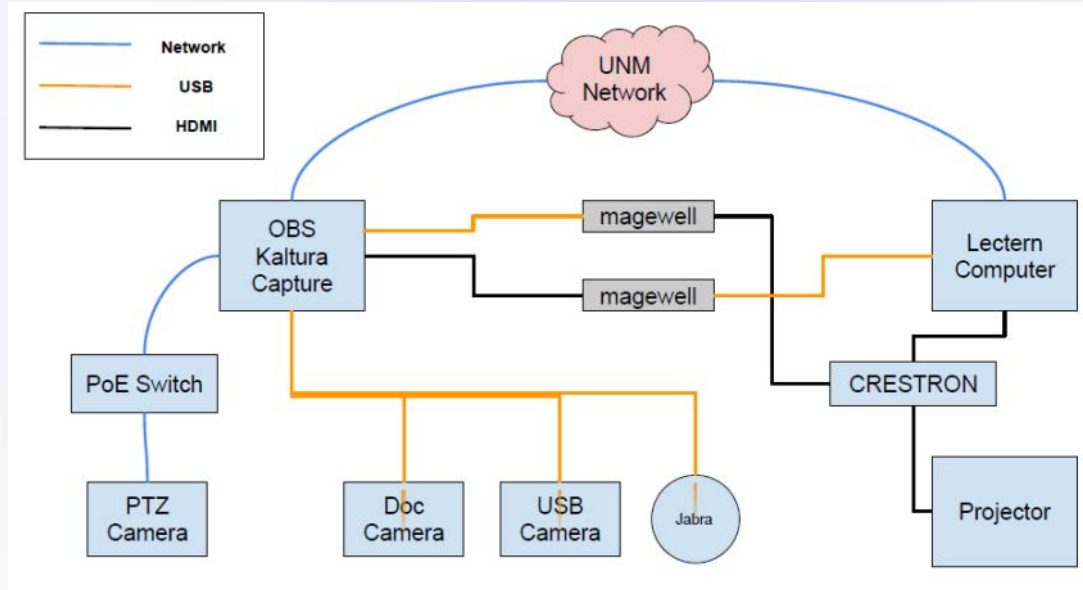 Network
USB
HDMI
UNM
Network
OBS
Kaltura
Capture
magewell
magewell
Lectern
Computer
PoE Switch
CRESTRON
PTZ
Camera
Doc
Camera
USB
Camera
Jabra
Projector